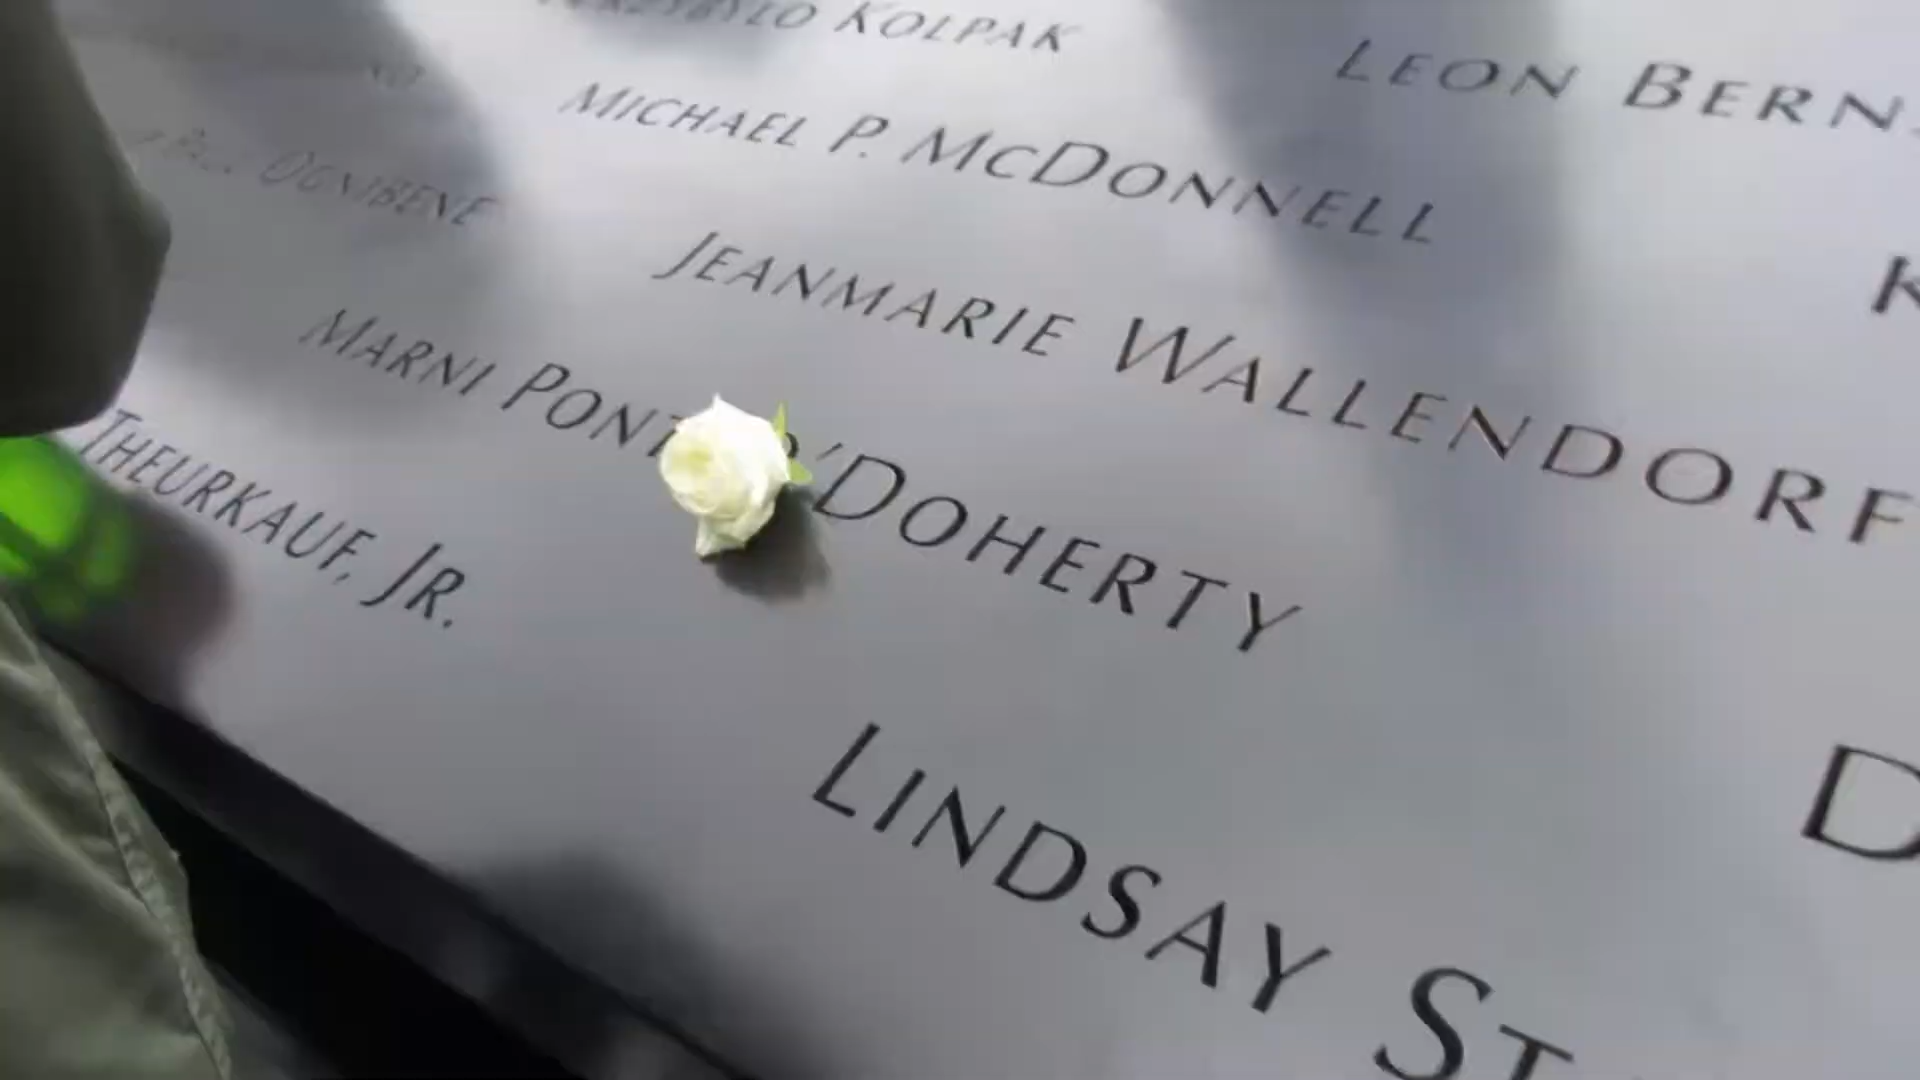 KOLPAK
LEON BERN
MICHAEL P. MCDONNELL
OGNIBENE
JEANMARIE WALLENDORF
K
MARNI PONT O'DOHERTY
THEURKAUF, JR.
D
LINDSAY ST